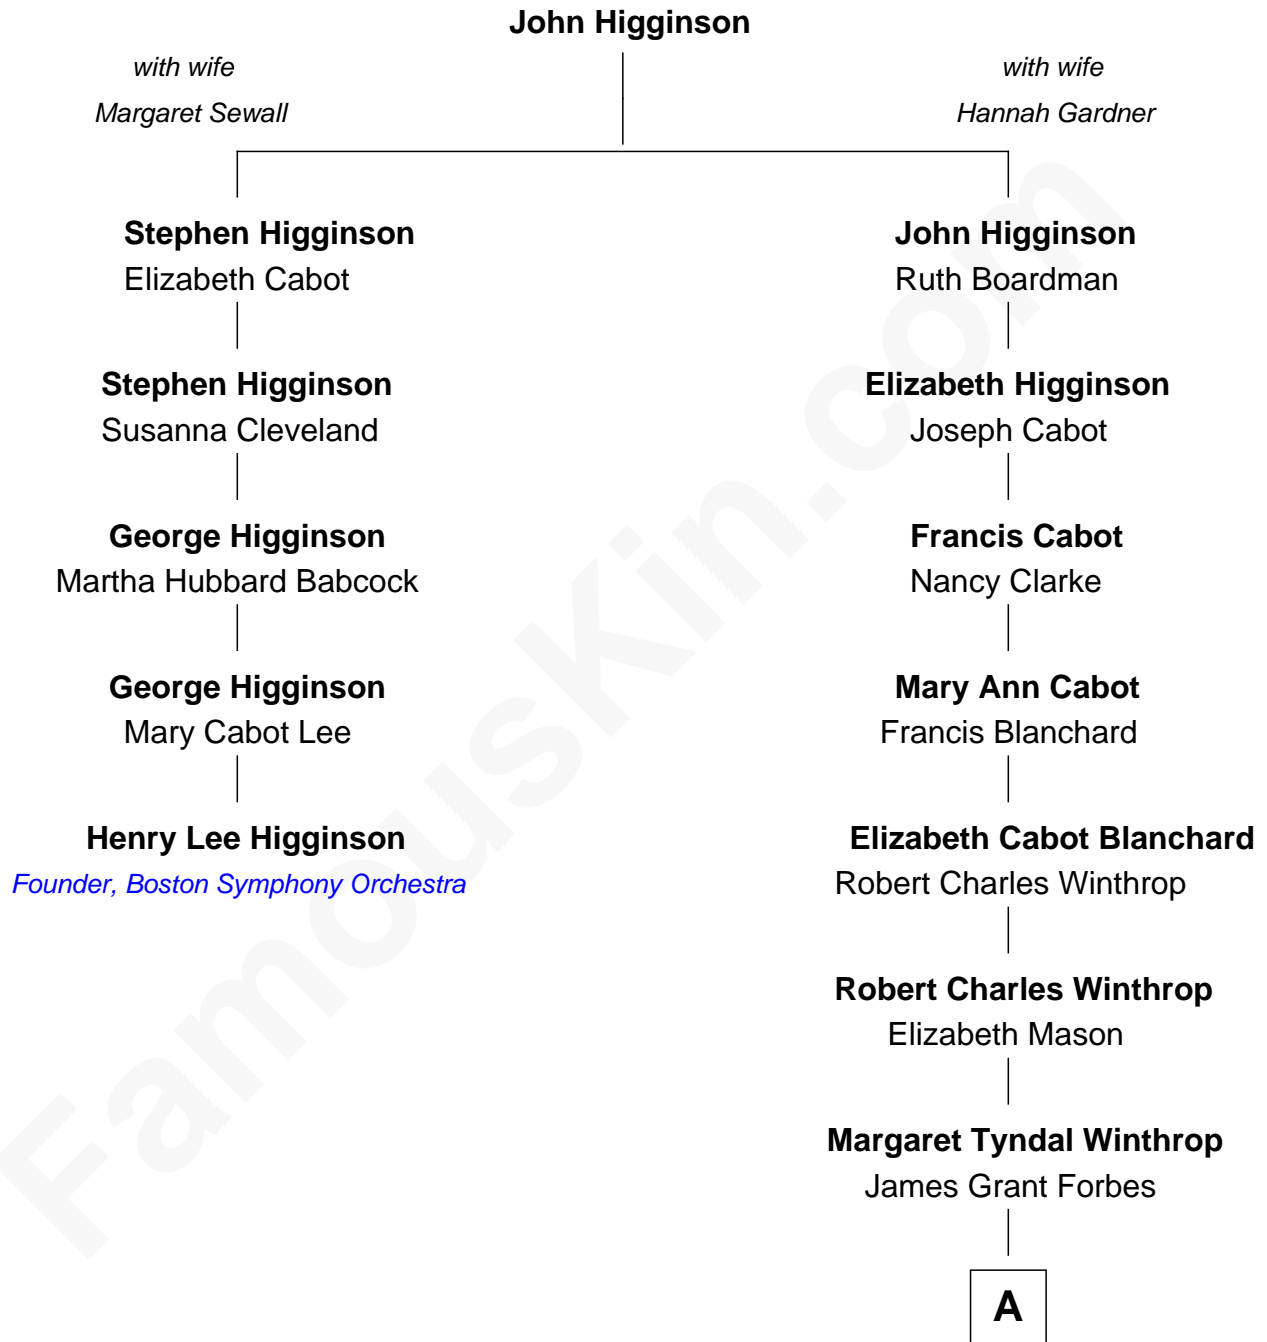 John Higginson
with wife
Margaret Sewall
with wife
Hannah Gardner
Stephen Higginson
Elizabeth Cabot
Stephen Higginson
Susanna Cleveland
George Higginson
Martha Hubbard Babcock
George Higginson
Mary Cabot Lee
Henry Lee Higginson
Founder, Boston Symphony Orchestra
John Higginson
Ruth Boardman
Elizabeth Higginson
Joseph Cabot
Francis Cabot
Nancy Clarke
Mary Ann Cabot
Francis Blanchard
Elizabeth Cabot Blanchard
Robert Charles Winthrop
Robert Charles Winthrop
Elizabeth Mason
Margaret Tyndal Winthrop
James Grant Forbes
A
FamousKin.com